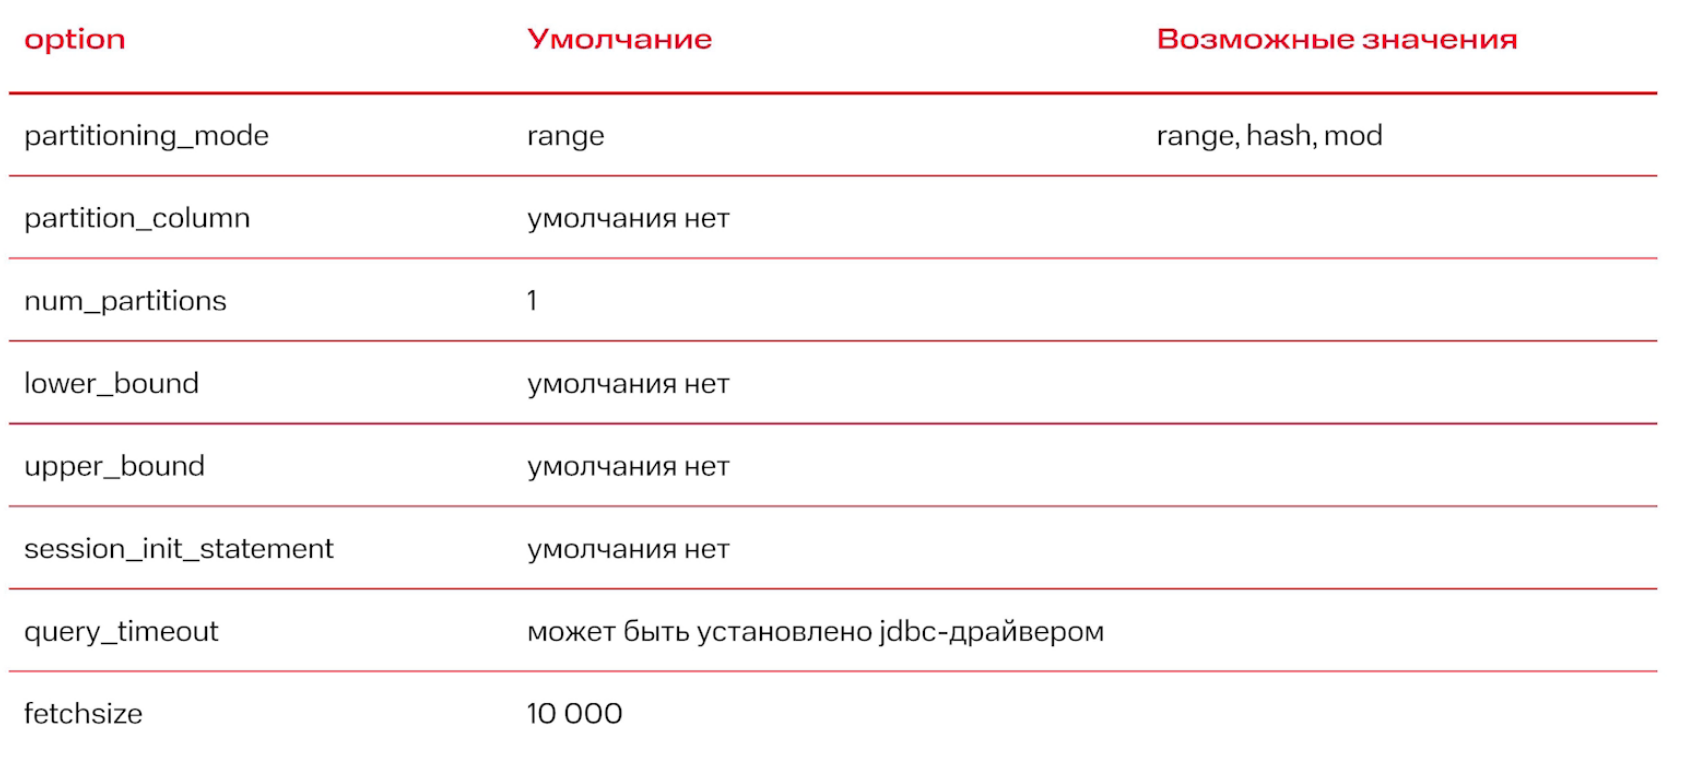 option Умолчание Возможные значения
partitioning_mode range range, hash, mod
partition_column умолчания нет
num_partitions 1
lower_bound умолчания нет
upper_bound умолчания нет
session_init_statement умолчания нет
query_timeout может быть установлено jdbc-драйвером
fetchsize 10 000